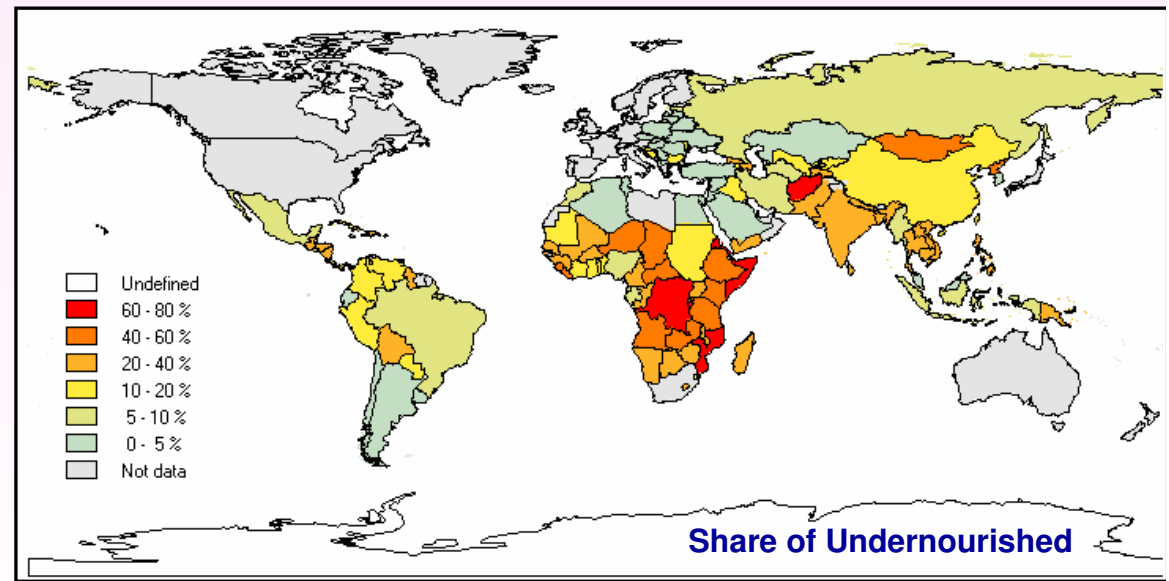 Undefined
60 - 80 %
40 - 60 %
20 - 40 %
10 - 20 %
5 - 10 %
0 - 5 %
Not data
Share of Undernourished